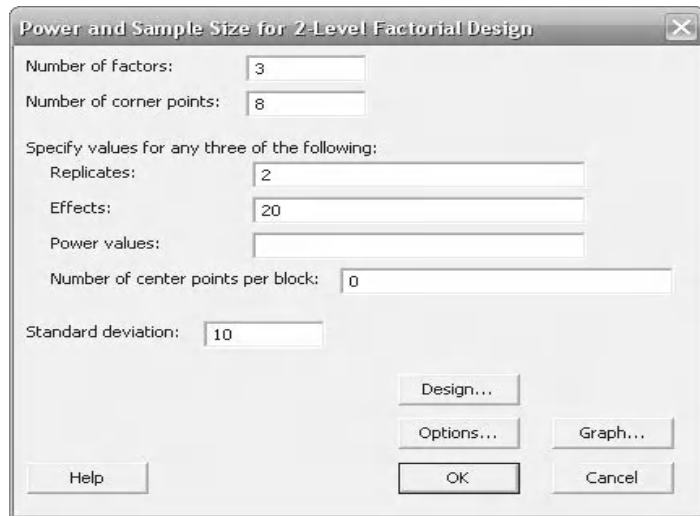 Power and Sample Size for 2-Level Factorial Design
Number of factors: 3
Number of corner points: 8
Specify values for any three of the following:
Replicates: 2
Effects: 20
Power values:
Number of center points per block: 0
Standard deviation: 10
Design...
Options... Graph...
Help OK Cancel